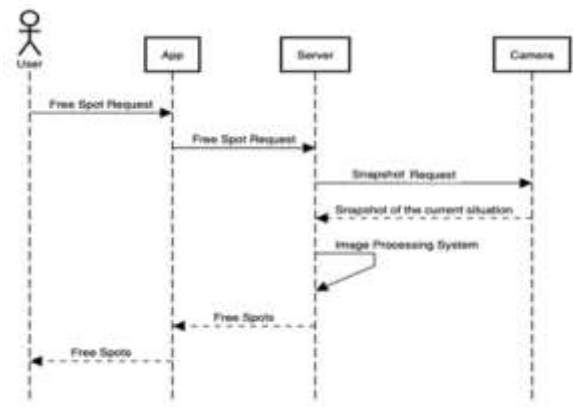 User
App
Server
Camera
Free Spot Request
Free Spot Request
Snapshot Request
Snapshot of the current situation
Image Processing System
Free Spots
Free Spots